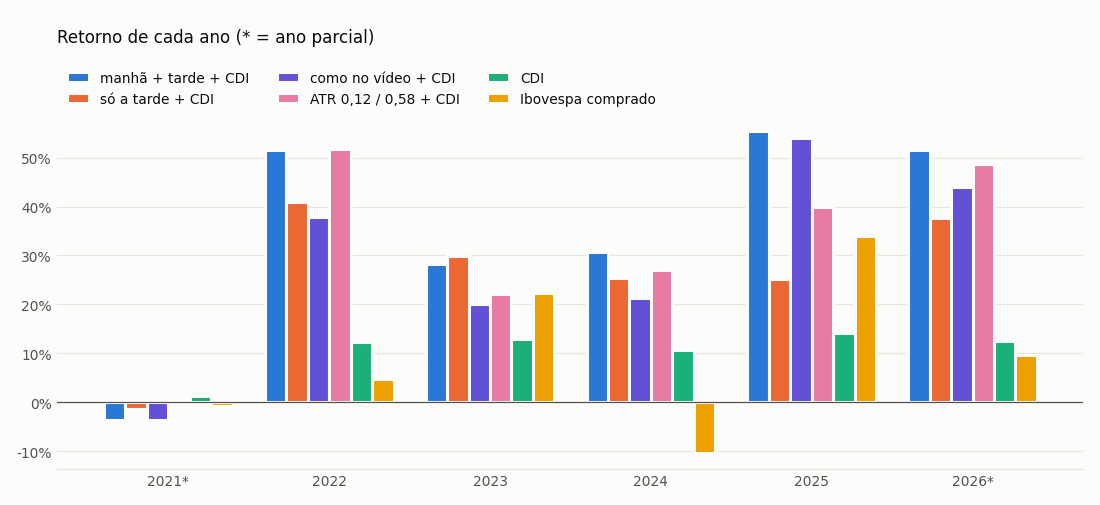 Retorno de cada ano (* = ano parcial)
manhã + tarde + CDI
como no vídeo + CDI
CDI
só a tarde + CDI
ATR 0,12 / 0,58 + CDI
Ibovespa comprado
50%
40%
30%
20%
10%
0%
-10%
2021*
2022
2023
2024
2025
2026*